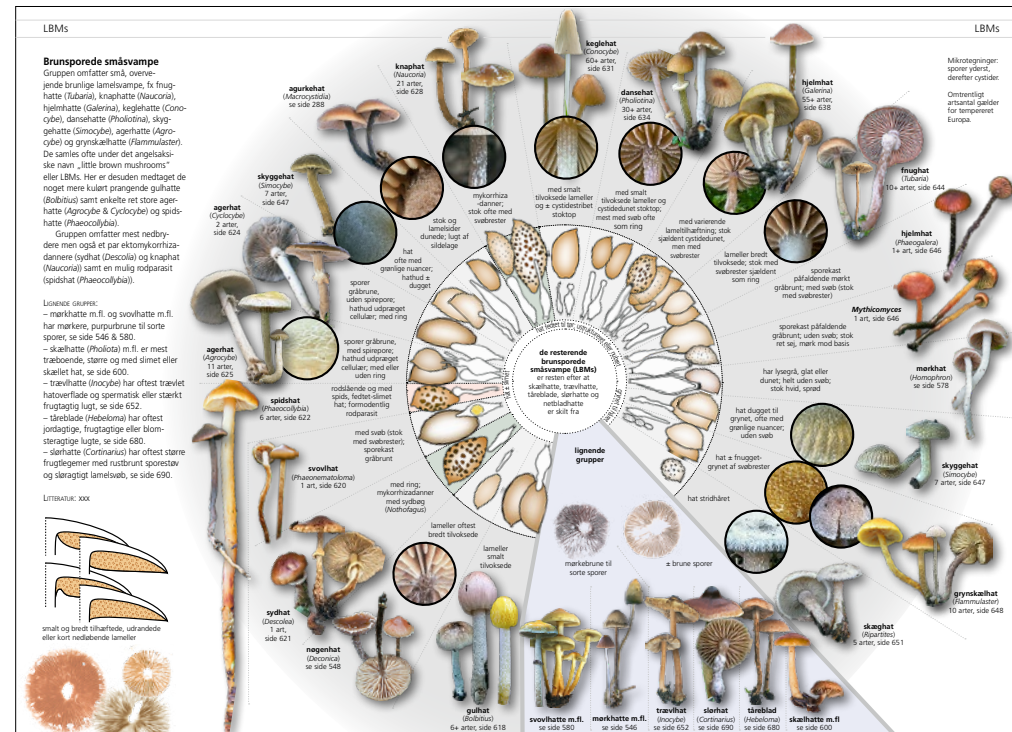 LBMs
LBMs
Brunsporede småsvampe
Gruppen omfatter små, overve-
jende brunlige lamelsvampe, fx fnug-
hatte (Tubaria), knaphatte (Naucoria),
hjelmhatte (Galerina), keglehatte (Cono-
cybe), dansehatte (Pholiotina), skyg-
gehatte (Simocybe), agerhatte (Agro-
cybe) og grynskælhatte (Flammulaster).
De samles ofte under det angelsaksi-
ske navn „little brown mushrooms”
eller LBMs. Her er desuden medtaget de
noget mere kulørt prangende gulhatte
(Bolbitius) samt enkelte ret store ager-
hatte (Agrocybe & Cyclocybe) og spids-
hatte (Phaeocollybia).
Gruppen omfatter mest nedbry-
dere men også et par ektomykorrhiza-
dannere (sydhat (Descolia) og knaphat
(Naucoria)) samt en mulig rodparasit
(spidshat (Phaeocollybia)).
LIGNENDE GRUPPER:
– mørkhatte m.fl. og svovlhatte m.fl.
har mørkere, purpurbrune til sorte
sporer, se side 546 & 580.
– skælhatte (Pholiota) m.fl. er mest
træboende, større og med slimet eller
skællet hat, se side 600.
– trævlhatte (Inocybe) har oftest trævlet
hatoverflade og spermatisk eller stærkt
frugtagtig lugt, se side 652.
– tåreblade (Hebeloma) har oftest
jordagtige, frugtagtige eller blom-
steragtige lugte, se side 680.
– slørhatte (Cortinarius) har oftest større
frugtlegemer med rustbrunt sporestøv
og sløragtigt lamelsvøb, se side 690.
LITTERATUR: xxx
smalt og bredt tilhæftede, udrandede
eller kort nedløbende lameller
Mikrotegninger:
sporer yderst,
derefter cystider.
Omtrentligt
artsantal gælder
for tempereret
Europa.
agurkehat
(Macrocystidia)
se side 288
knaphat
(Naucoria)
21 arter,
side 628
keglehat
(Conocybe)
60+ arter,
side 631
dansehat
(Pholiotina)
30+ arter,
side 634
hjelmhat
(Galerina)
55+ arter,
side 638
fnughat
(Tubaria)
10+ arter, side 644
hjelmhat
(Phaeogalera)
1+ art, side 646
Mythicomyces
1 art, side 646
mørkhat
(Homophron)
se side 578
skyggehat
(Simocybe)
7 arter, side 647
grynskælhat
(Flammulaster)
10 arter, side 648
skæghat
(Ripartites)
5 arter, side 651
skyggehat
(Simocybe)
7 arter,
side 647
agerhat
(Cyclocybe)
2 arter,
side 624
agerhat
(Agrocybe)
11 arter,
side 625
spidshat
(Phaeocollybia)
6 arter, side 622
svovlhat
(Phaeonematoloma)
1 art, side 620
sydhat
(Descolea)
1 art,
side 621
nøgenhat
(Deconica)
se side 548
gulhat
(Bolbitius)
6+ arter, side 618
mykorrhiza
-danner;
stok ofte med
svøbrester
med smalt
tilvoksede lameller
og ± cystidestribet
stoktop
med smalt
tilvoksede lameller og
cystidedunet stoktop;
mest med svøb ofte
som ring
med varierende
lameltilhæftning; stok
sjældent cystidedunet,
men med
svøbrester
lameller bredt
tilvoksede; stok med
svøbrester sjældent
som ring
sporekast
påfaldende mørkt
gråbrunt; med svøb (stok
med svøbrester)
sporekast påfaldende
gråbrunt; uden svøb; stok
ret sej, mørk mod basis
har lysegrå, glat eller
dunet; helt uden svøb;
stok hvid, sprød
hat dugget til
grynet, ofte med
grønlige nuancer;
uden svøb
hat ± fnugget-
grynet af svøbrester
hat stridhåret
stok og
lamelsider
dunede; lugt af
sildelage
hat
ofte med
grønlige nuancer;
hathud ±
dugget
sporer
gråbrune,
uden spirepore;
hathud udpræget
cellulær; med ring
sporer gråbrune,
med spirepore;
hathud udpræget
cellulær; med eller
uden ring
rodslående og med
spids, fedtet-slimet
hat; formodentlig
rodparasit
med svøb (stok
med svøbrester);
sporekast
gråbrunt
med ring;
mykorrhizadanner
med sydbøg
(Nothofagus)
lameller oftest
bredt tilvoksede
lameller
smalt
tilvoksede
de resterende
brunsporede
småsvampe (LBMs)
er resten efter at
skælhatte, trævlhatte,
tåreblade, slørhatte og
netbladhatte
er skilt fra
lignende
grupper
mørkebrune til
sorte sporer
± brune sporer
svovlhatte m.fl.
se side 580
mørkhatte m.fl.
se side 546
trævlhat
(Inocybe)
se side 652
slørhat
(Cortinarius)
se side 690
tåreblad
(Hebeloma)
se side 680
skælhatte m.fl
se side 600